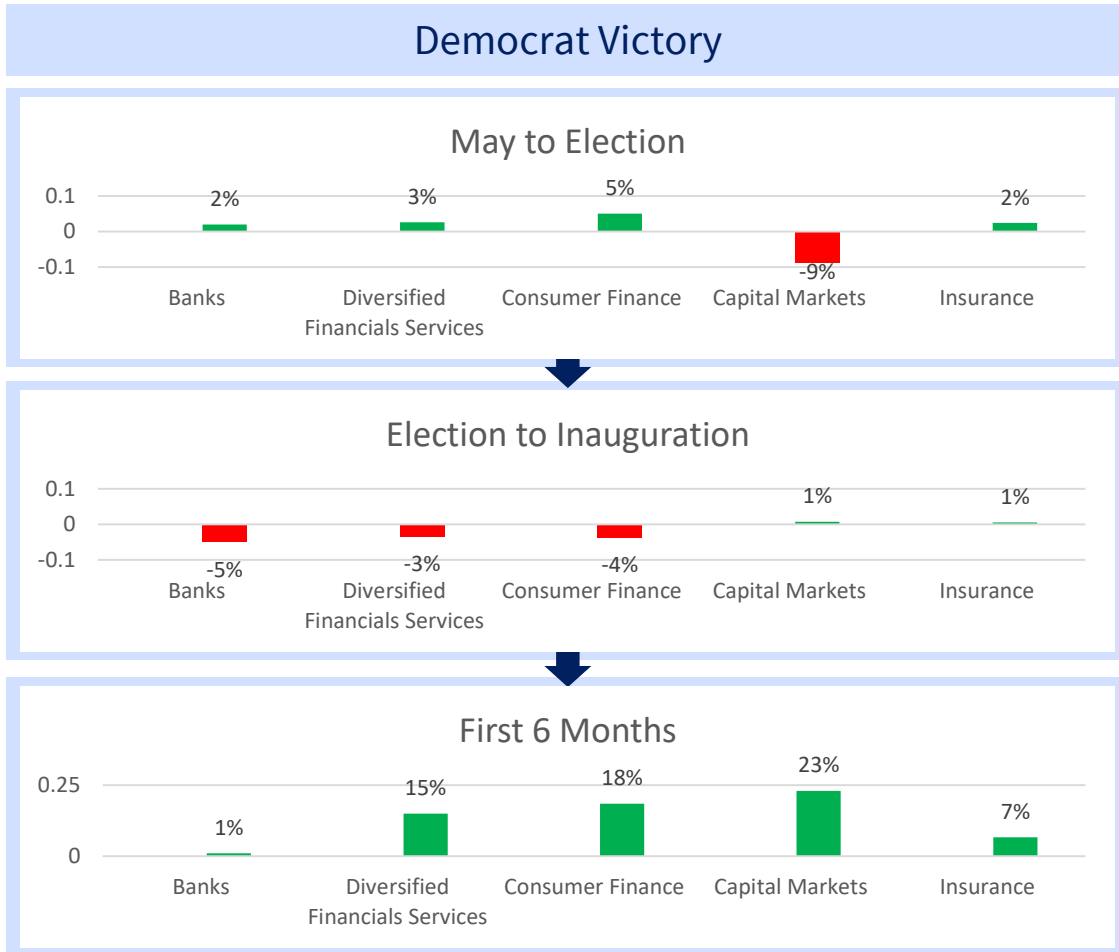 Democrat Victory
May to Election
0.1
0
-0.1
2%
3%
5%
-9%
2%
Banks
Diversified
Financials Services
Consumer Finance
Capital Markets
Insurance
Election to Inauguration
0.1
0
-0.1
-5%
-3%
-4%
1%
1%
Banks
Diversified
Financials Services
Consumer Finance
Capital Markets
Insurance
First 6 Months
0.25
0
1%
15%
18%
23%
7%
Banks
Diversified
Financials Services
Consumer Finance
Capital Markets
Insurance